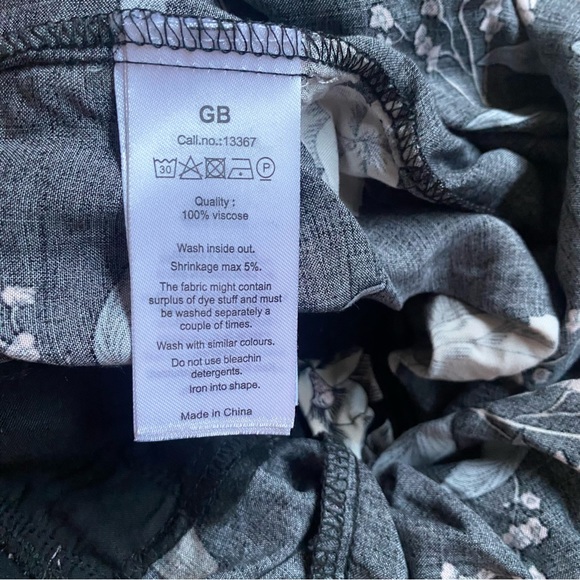 GB
Call.no.:13367
30 P
Quality :
100% viscose
Wash inside out.
Shrinkage max 5%.
The fabric might contain
surplus of dye stuff and must
be washed separately a
couple of times.
Wash with similar colours.
Do not use bleachin
detergents.
Iron into shape.
Made in China